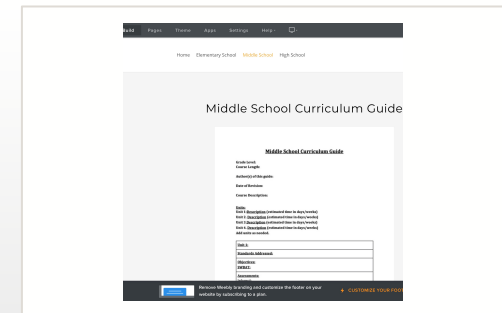 Build Pages Theme Apps Settings Help
Home Elementary School Middle School High School
Middle School Curriculum Guide
Middle School Curriculum Guide
Grade Level:
Course Length:
Author(s) of this guide:
Date of Revision:
Course Description:
Units:
Unit 1 Description (estimated time in days/weeks)
Unit 2. Description (estimated time in days/weeks)
Unit 3. Description (estimated time in days/weeks)
Unit 4. Description (estimated time in days/weeks)
Add units as needed.
Unit 1:
Standards Addressed:
Objectives:
SWBAT:
Assessments:
Remove Weebly branding and customize the footer on your
website by subscribing to a plan.
+ CUSTOMIZE YOUR FOOT